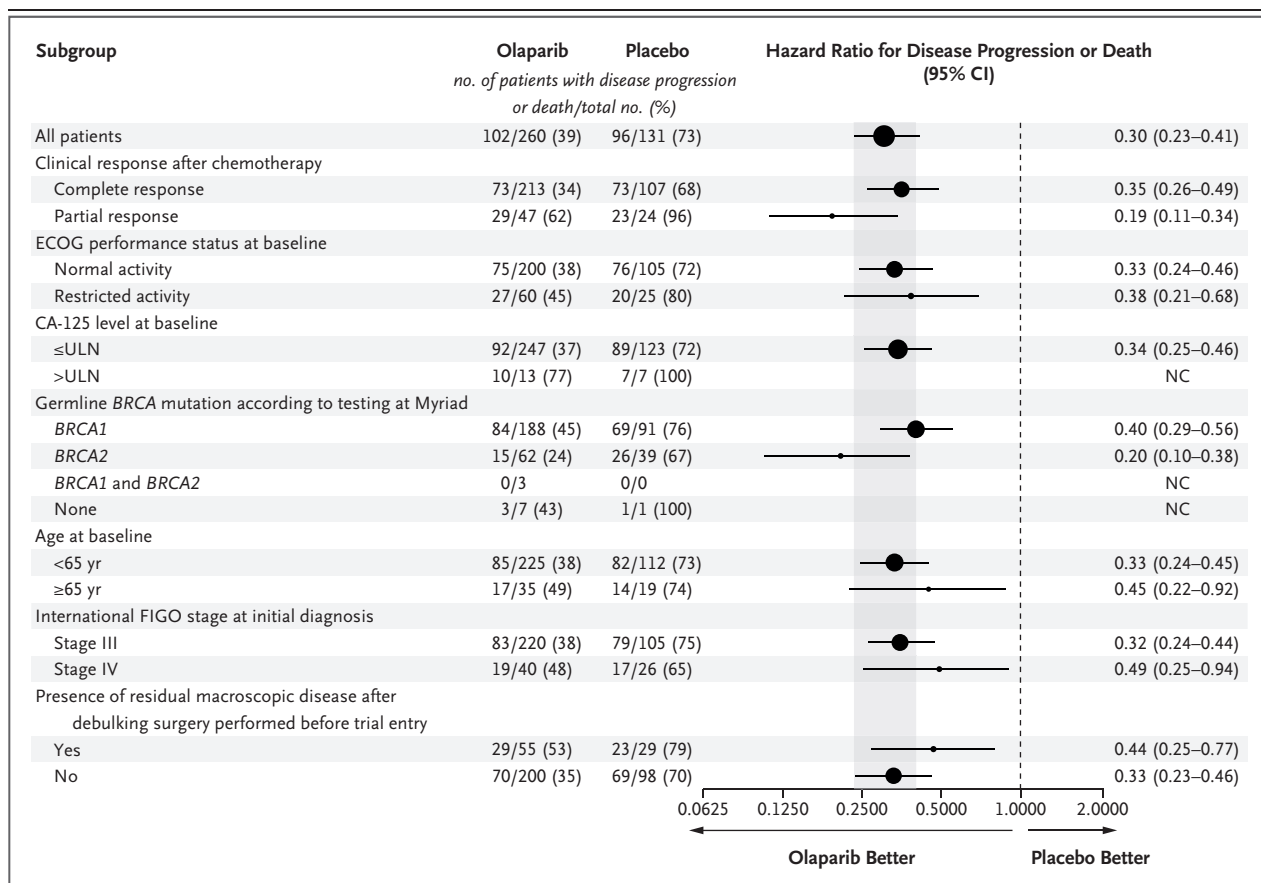 Subgroup Olaparib Placebo Hazard Ratio for Disease Progression or Death
(95% CI)
no. of patients with disease progression
or death/total no. (%)
All patients 102/260 (39) 96/131 (73) 0.30 (0.23–0.41)
Clinical response after chemotherapy
Complete response 73/213 (34) 73/107 (68) 0.35 (0.26–0.49)
Partial response 29/47 (62) 23/24 (96) 0.19 (0.11–0.34)
ECOG performance status at baseline
Normal activity 75/200 (38) 76/105 (72) 0.33 (0.24–0.46)
Restricted activity 27/60 (45) 20/25 (80) 0.38 (0.21–0.68)
CA-125 level at baseline
≤ULN 92/247 (37) 89/123 (72) 0.34 (0.25–0.46)
>ULN 10/13 (77) 7/7 (100) NC
Germline BRCA mutation according to testing at Myriad
BRCA1 84/188 (45) 69/91 (76) 0.40 (0.29–0.56)
BRCA2 15/62 (24) 26/39 (67) 0.20 (0.10–0.38)
BRCA1 and BRCA2 0/3 0/0 NC
None 3/7 (43) 1/1 (100) NC
Age at baseline
<65 yr 85/225 (38) 82/112 (73) 0.33 (0.24–0.45)
≥65 yr 17/35 (49) 14/19 (74) 0.45 (0.22–0.92)
International FIGO stage at initial diagnosis
Stage III 83/220 (38) 79/105 (75) 0.32 (0.24–0.44)
Stage IV 19/40 (48) 17/26 (65) 0.49 (0.25–0.94)
Presence of residual macroscopic disease after
debulking surgery performed before trial entry
Yes 29/55 (53) 23/29 (79) 0.44 (0.25–0.77)
No 70/200 (35) 69/98 (70) 0.33 (0.23–0.46)
0.0625 0.1250 0.2500 0.5000 1.0000 2.0000
Olaparib Better Placebo Better